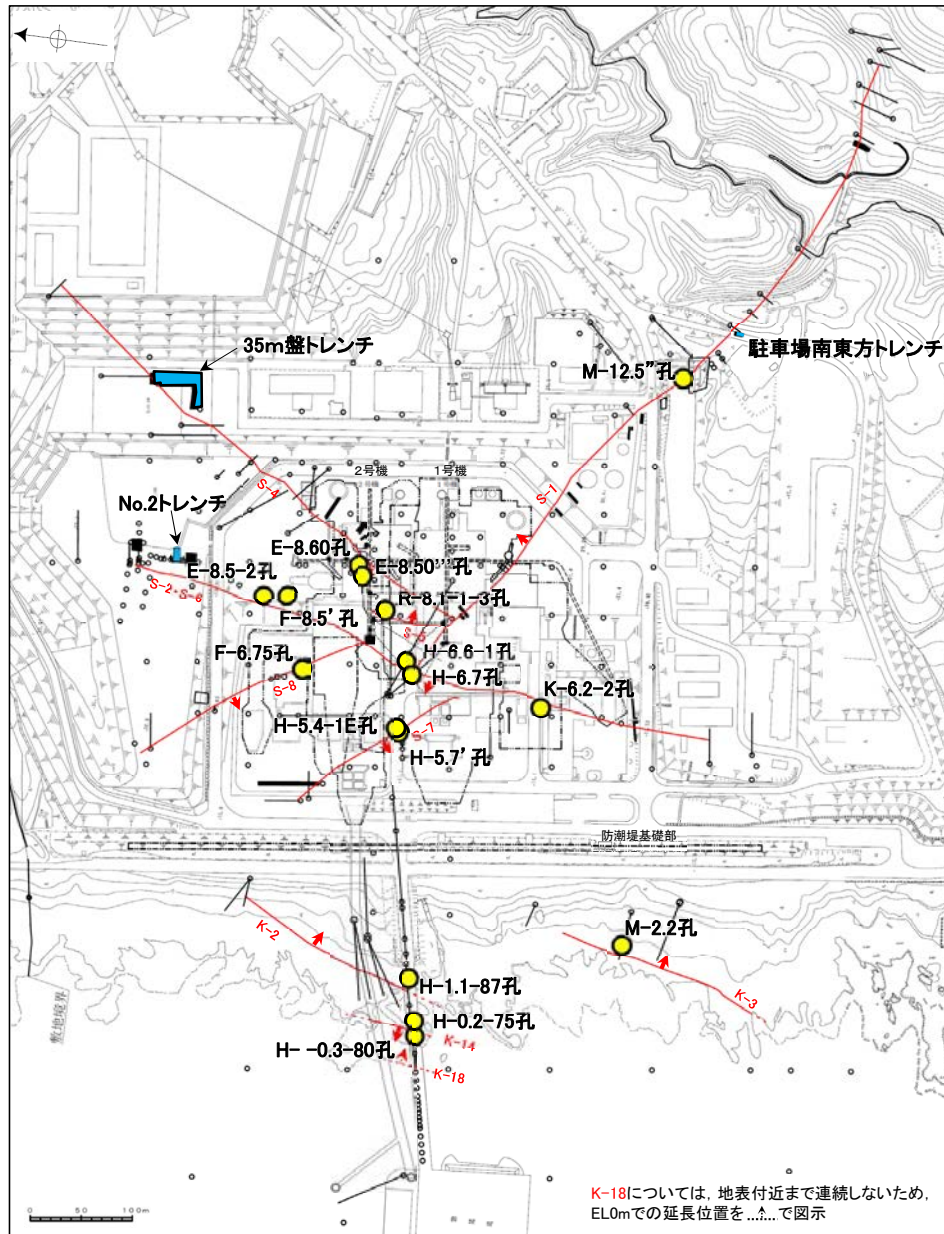 35m盤トレンチ
駐車場南東方トレンチ
M-12.5”孔
2号機
1号機
S-4
S-1
No.2トレンチ
E-8.60孔
E-8.50’’’孔
E-8.5-2孔
S-2・S-6
F-8.5’孔
R-8.1-1-3孔
S-5
F-6.75孔
H-6.6-1孔
H-6.7孔
S-8
K-6.2-2孔
H-5.4-1E孔
S-7
H-5.7’孔
防潮堤基礎部
K-2
M-2.2孔
K-3
H-1.1-87孔
敷地境界
H-0.2-75孔
K-14
H- -0.3-80孔
K-18
K-18については，地表付近まで連続しないため，
EL0mでの延長位置を で図示
0 100m